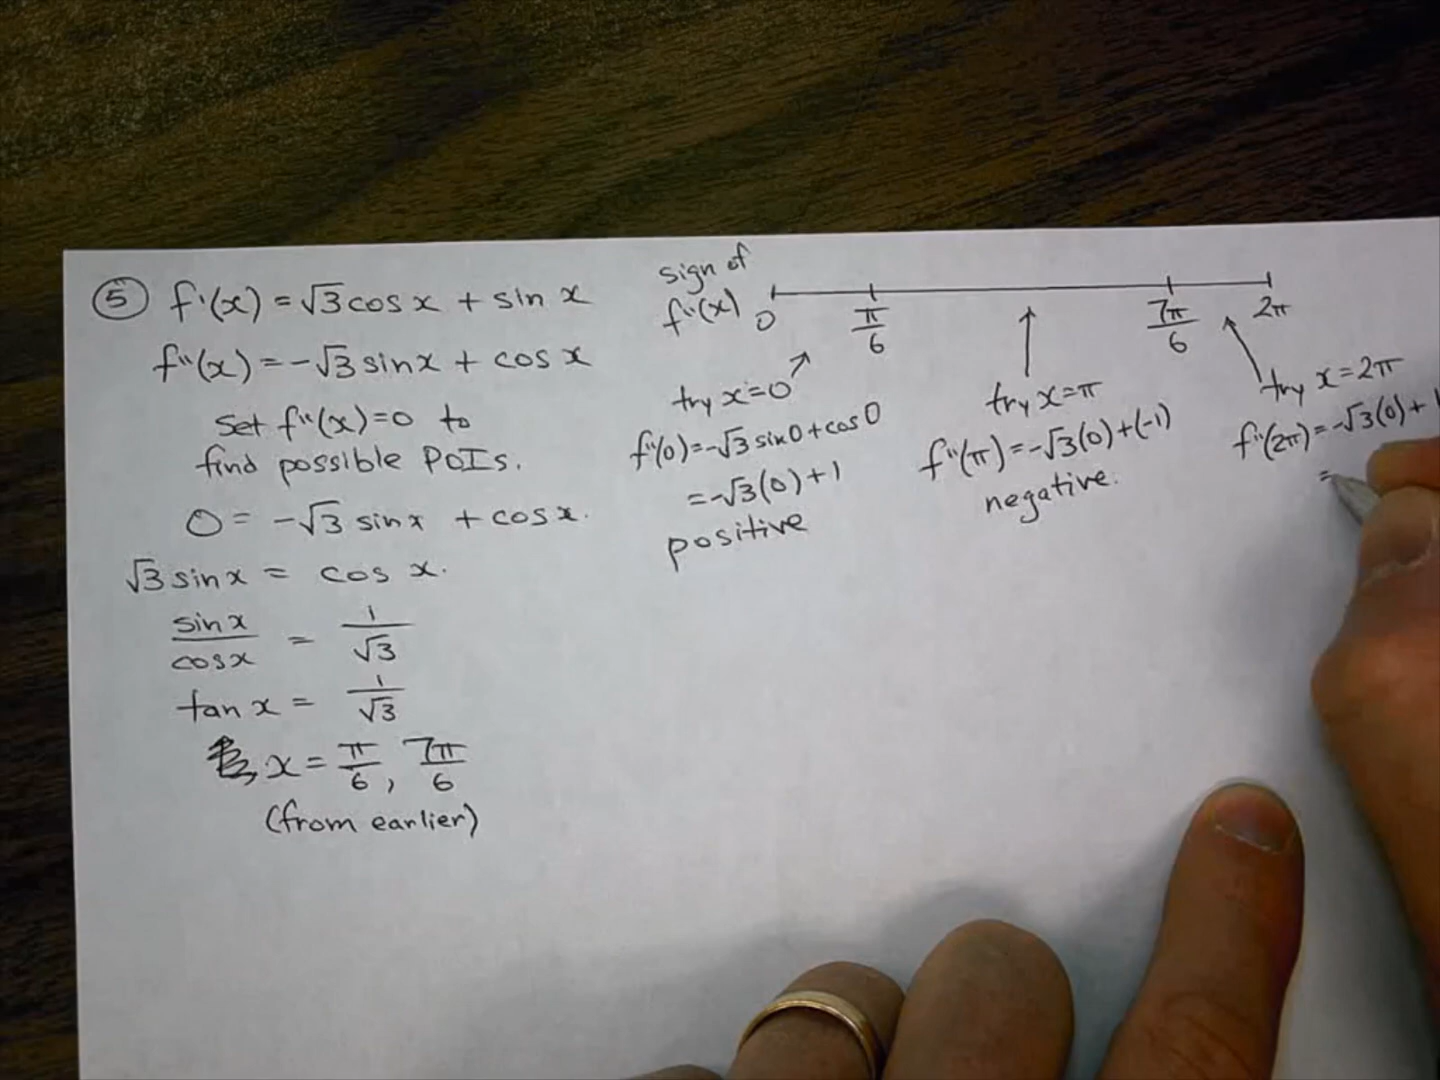 ⑤ f'(x) = √3 cos x + sin x
f''(x) = -√3 sin x + cos x
Set f''(x) = 0 to
find possible POIs.
0 = -√3 sin x + cos x.
√3 sin x = cos x.
sin x / cos x = 1/√3
tan x = 1/√3
x = π/6, 7π/6
(from earlier)
sign of
f''(x)
0 π/6 7π/6 2π
try x=0
f''(0) = -√3 sin 0 + cos 0
= -√3(0) + 1
positive
try x=π
f''(π) = -√3(0) + (-1)
negative.
try x=2π
f''(2π) = -√3(0) + 1
=